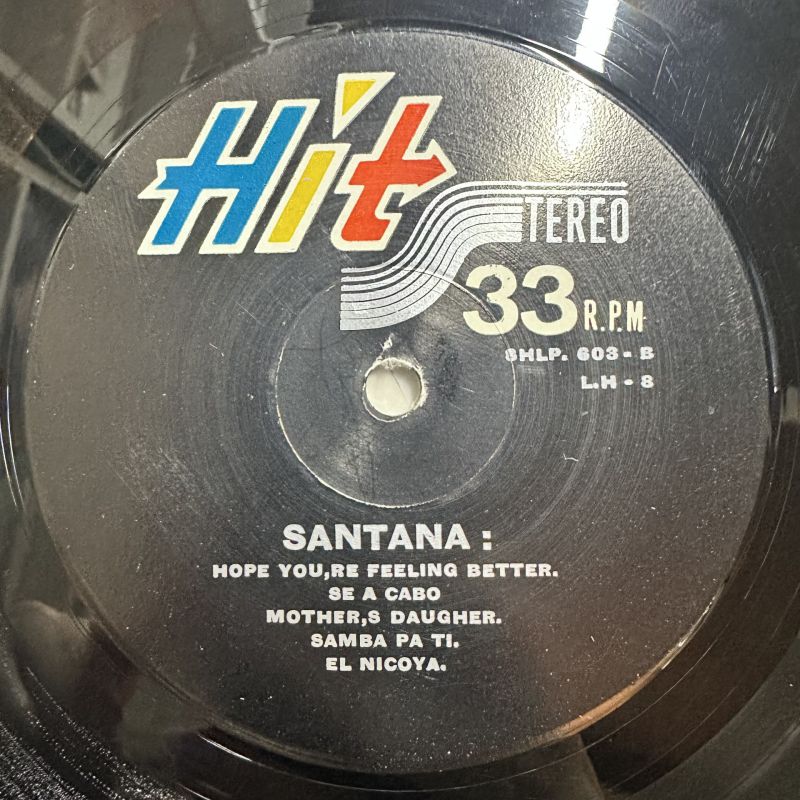 Hit
STEREO
33 R.P.M
SHLP. 603 - B
L.H - 8
SANTANA :
HOPE YOU,RE FEELING BETTER.
SE A CABO
MOTHER,S DAUGHER.
SAMBA PA TI.
EL NICOYA.